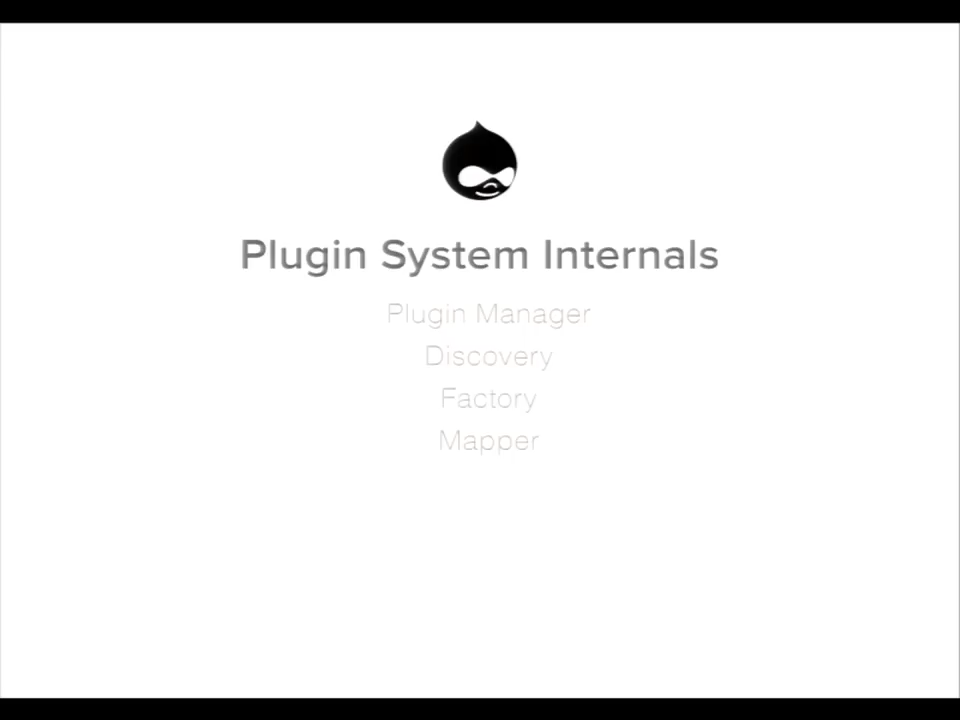 Plugin System Internals
Plugin Manager
Discovery
Factory
Mapper